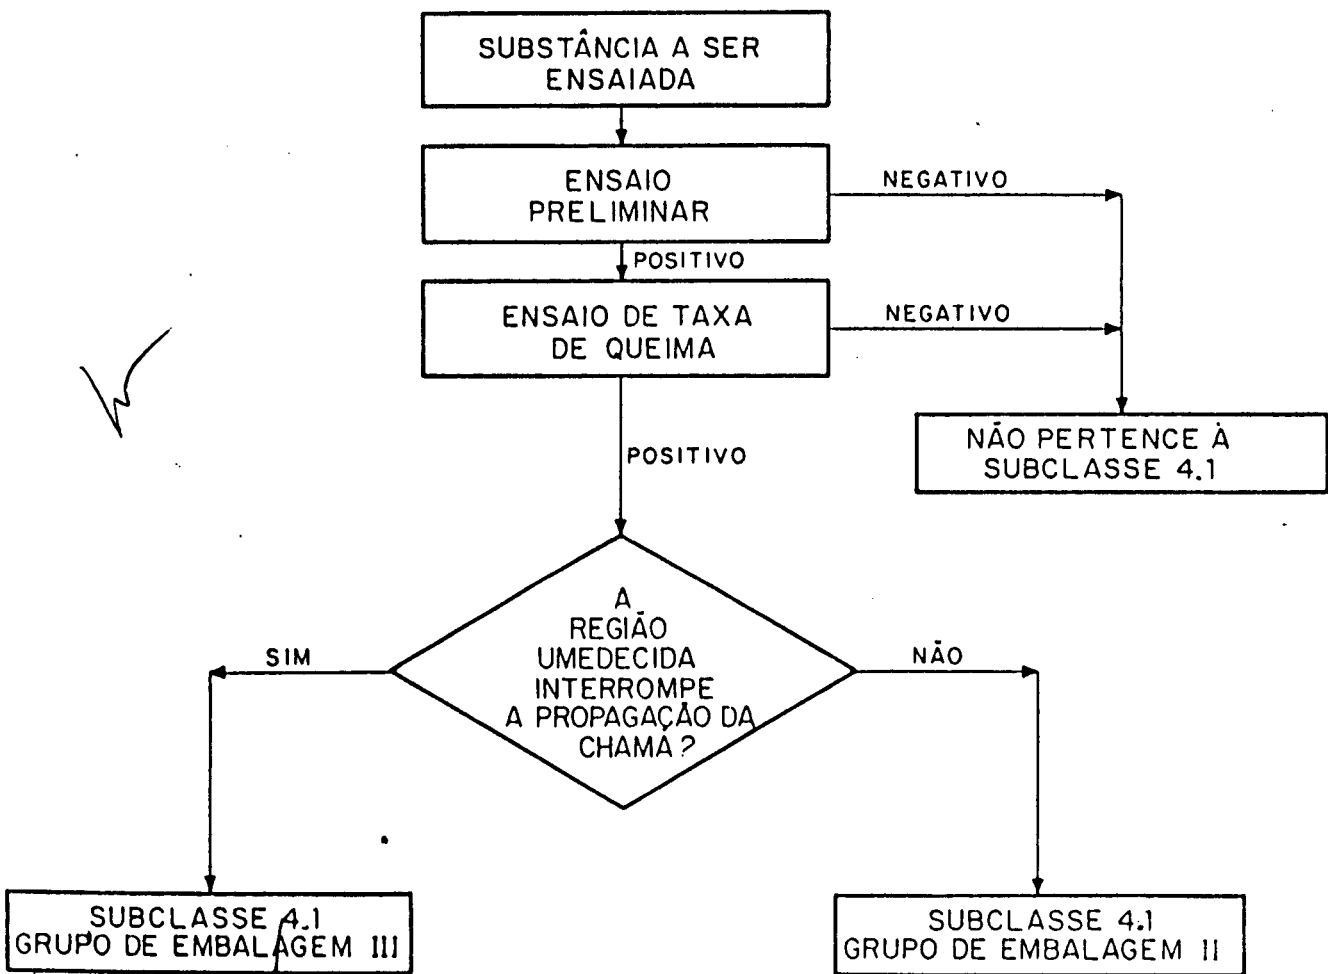 SUBSTÂNCIA A SER
ENSAIADA
ENSAIO
PRELIMINAR
NEGATIVO
POSITIVO
ENSAIO DE TAXA
DE QUEIMA
NEGATIVO
NÃO PERTENCE À
SUBCLASSE 4.1
POSITIVO
A
REGIÃO
UMEDECIDA
INTERROMPE
A PROPAGAÇÃO DA
CHAMA?
SIM
NÃO
SUBCLASSE 4.1
GRUPO DE EMBALAGEM III
SUBCLASSE 4.1
GRUPO DE EMBALAGEM II